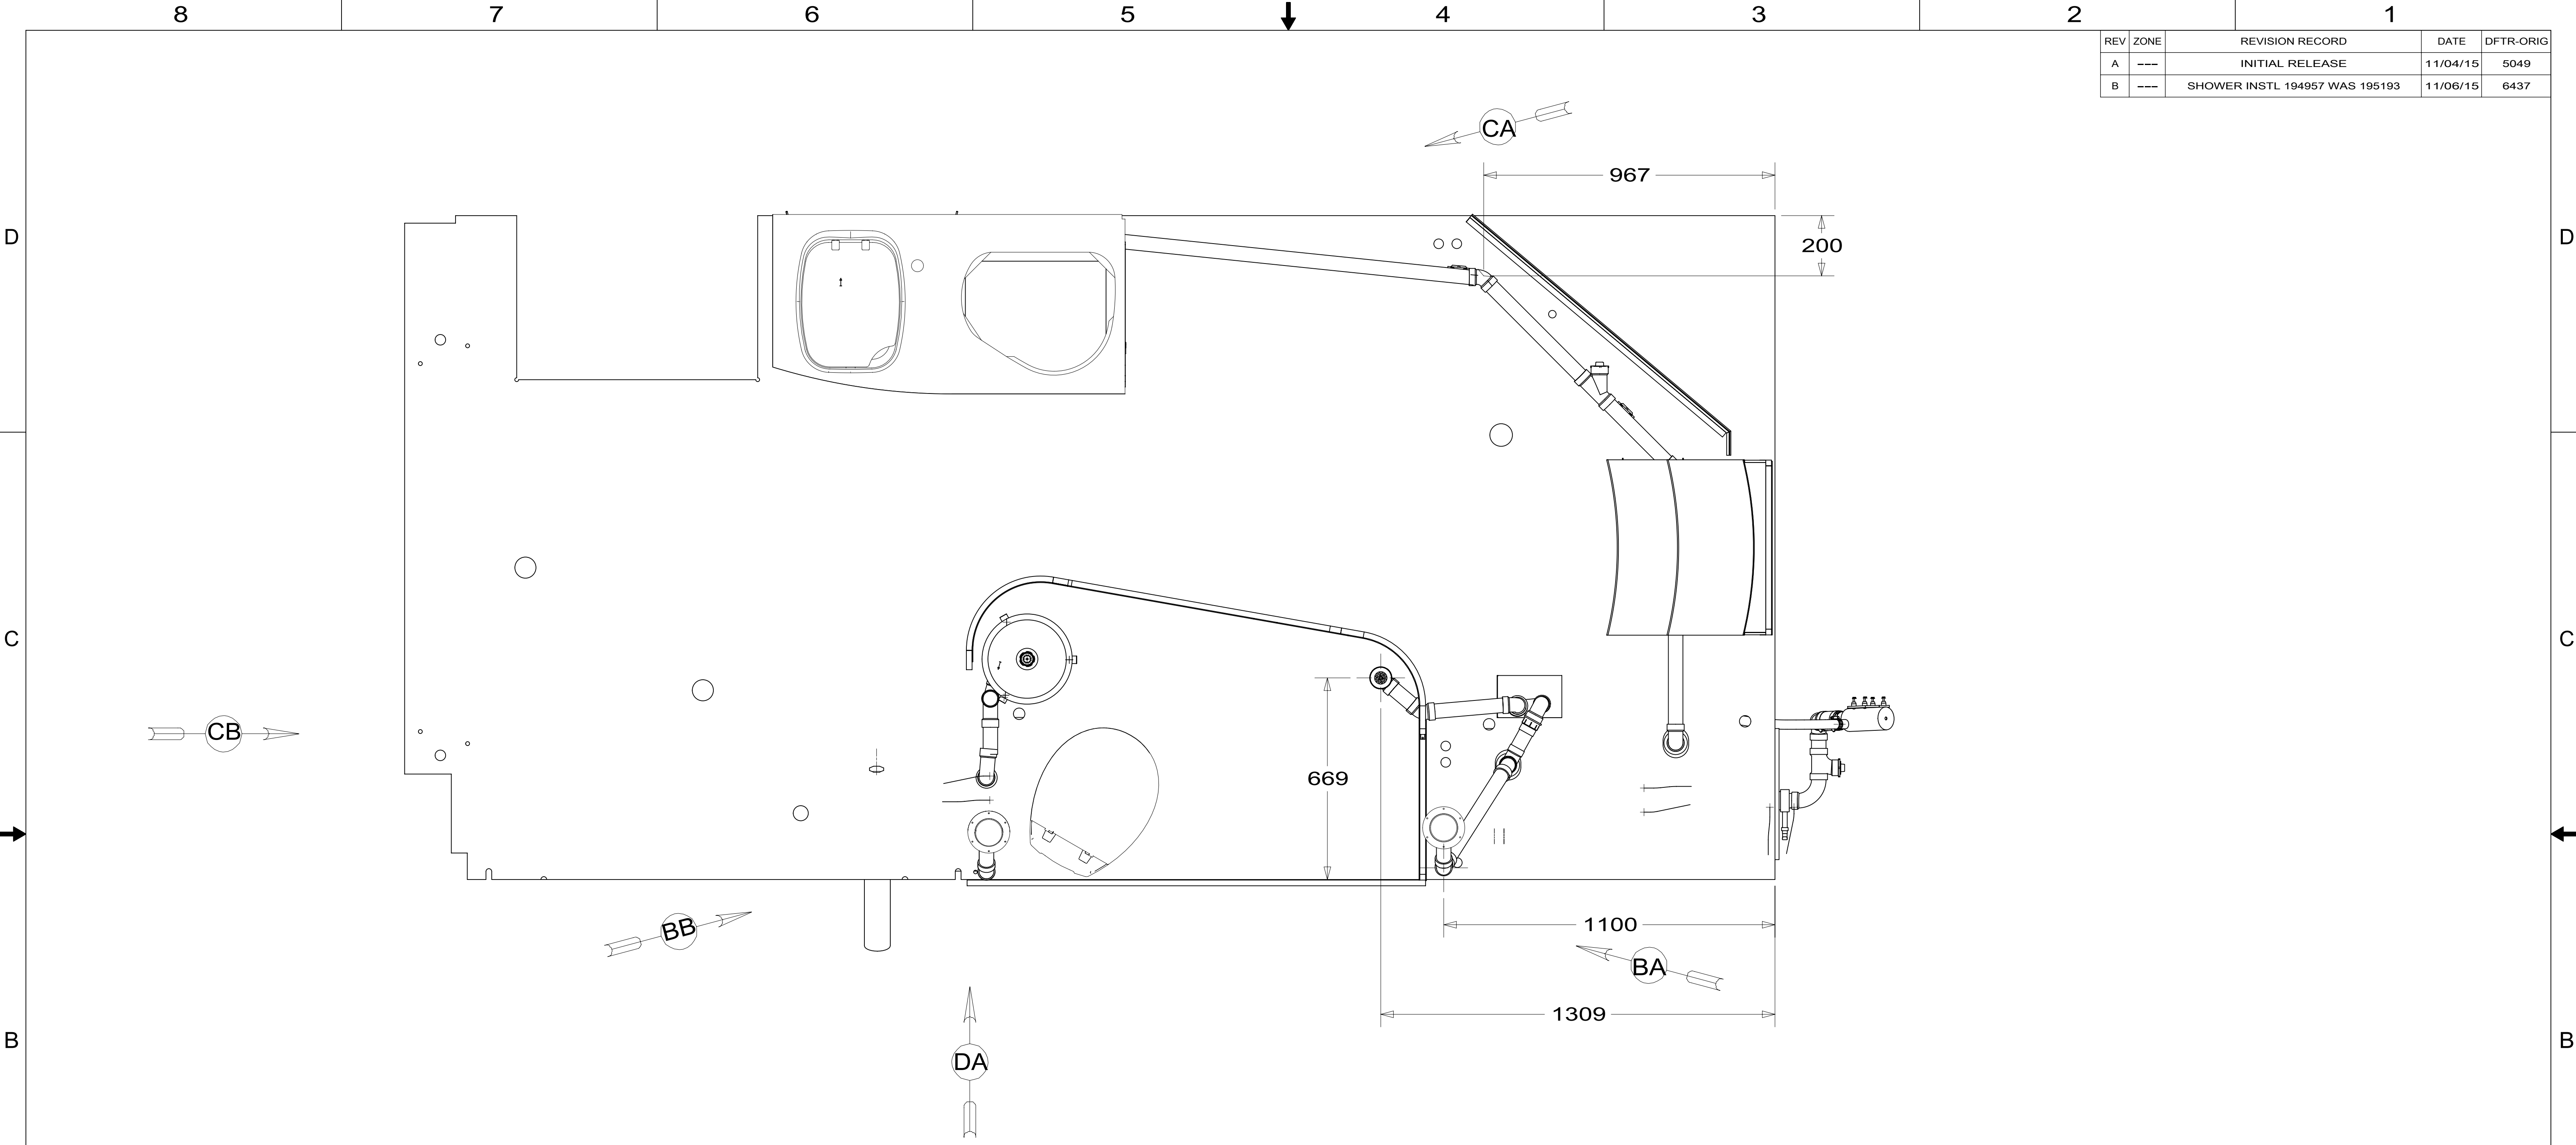 8 7 6 5 4 3 2 1
REV ZONE REVISION RECORD DATE DFTR-ORIG
A --- INITIAL RELEASE 11/04/15 5049
B --- SHOWER INSTL 194957 WAS 195193 11/06/15 6437
CA
967
D D
200
C C
CB
669
BB
1100
BA
1309
B B
DA